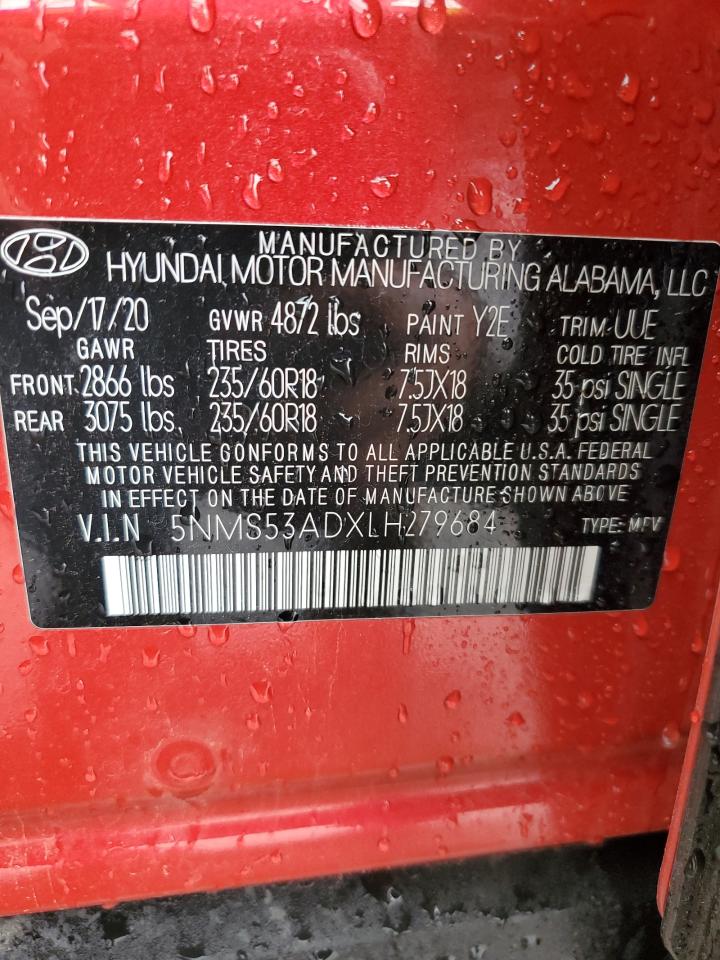 MANUFACTURED BY
HYUNDAI MOTOR MANUFACTURING ALABAMA, LLC
Sep/17/20 GVWR 4872 lbs PAINT Y2E TRIM: UUE
GAWR TIRES RIMS COLD TIRE INFL
FRONT 2866 lbs 235/60R18 7.5JX18 35 psi SINGLE
REAR 3075 lbs. 235/60R18 7.5JX18 35 psi SINGLE
THIS VEHICLE CONFORMS TO ALL APPLICABLE U.S.A. FEDERAL
MOTOR VEHICLE SAFETY AND THEFT PREVENTION STANDARDS
IN EFFECT ON THE DATE OF MANUFACTURE SHOWN ABOVE
V.I.N 5NMS53ADXLH279684 TYPE: MPV